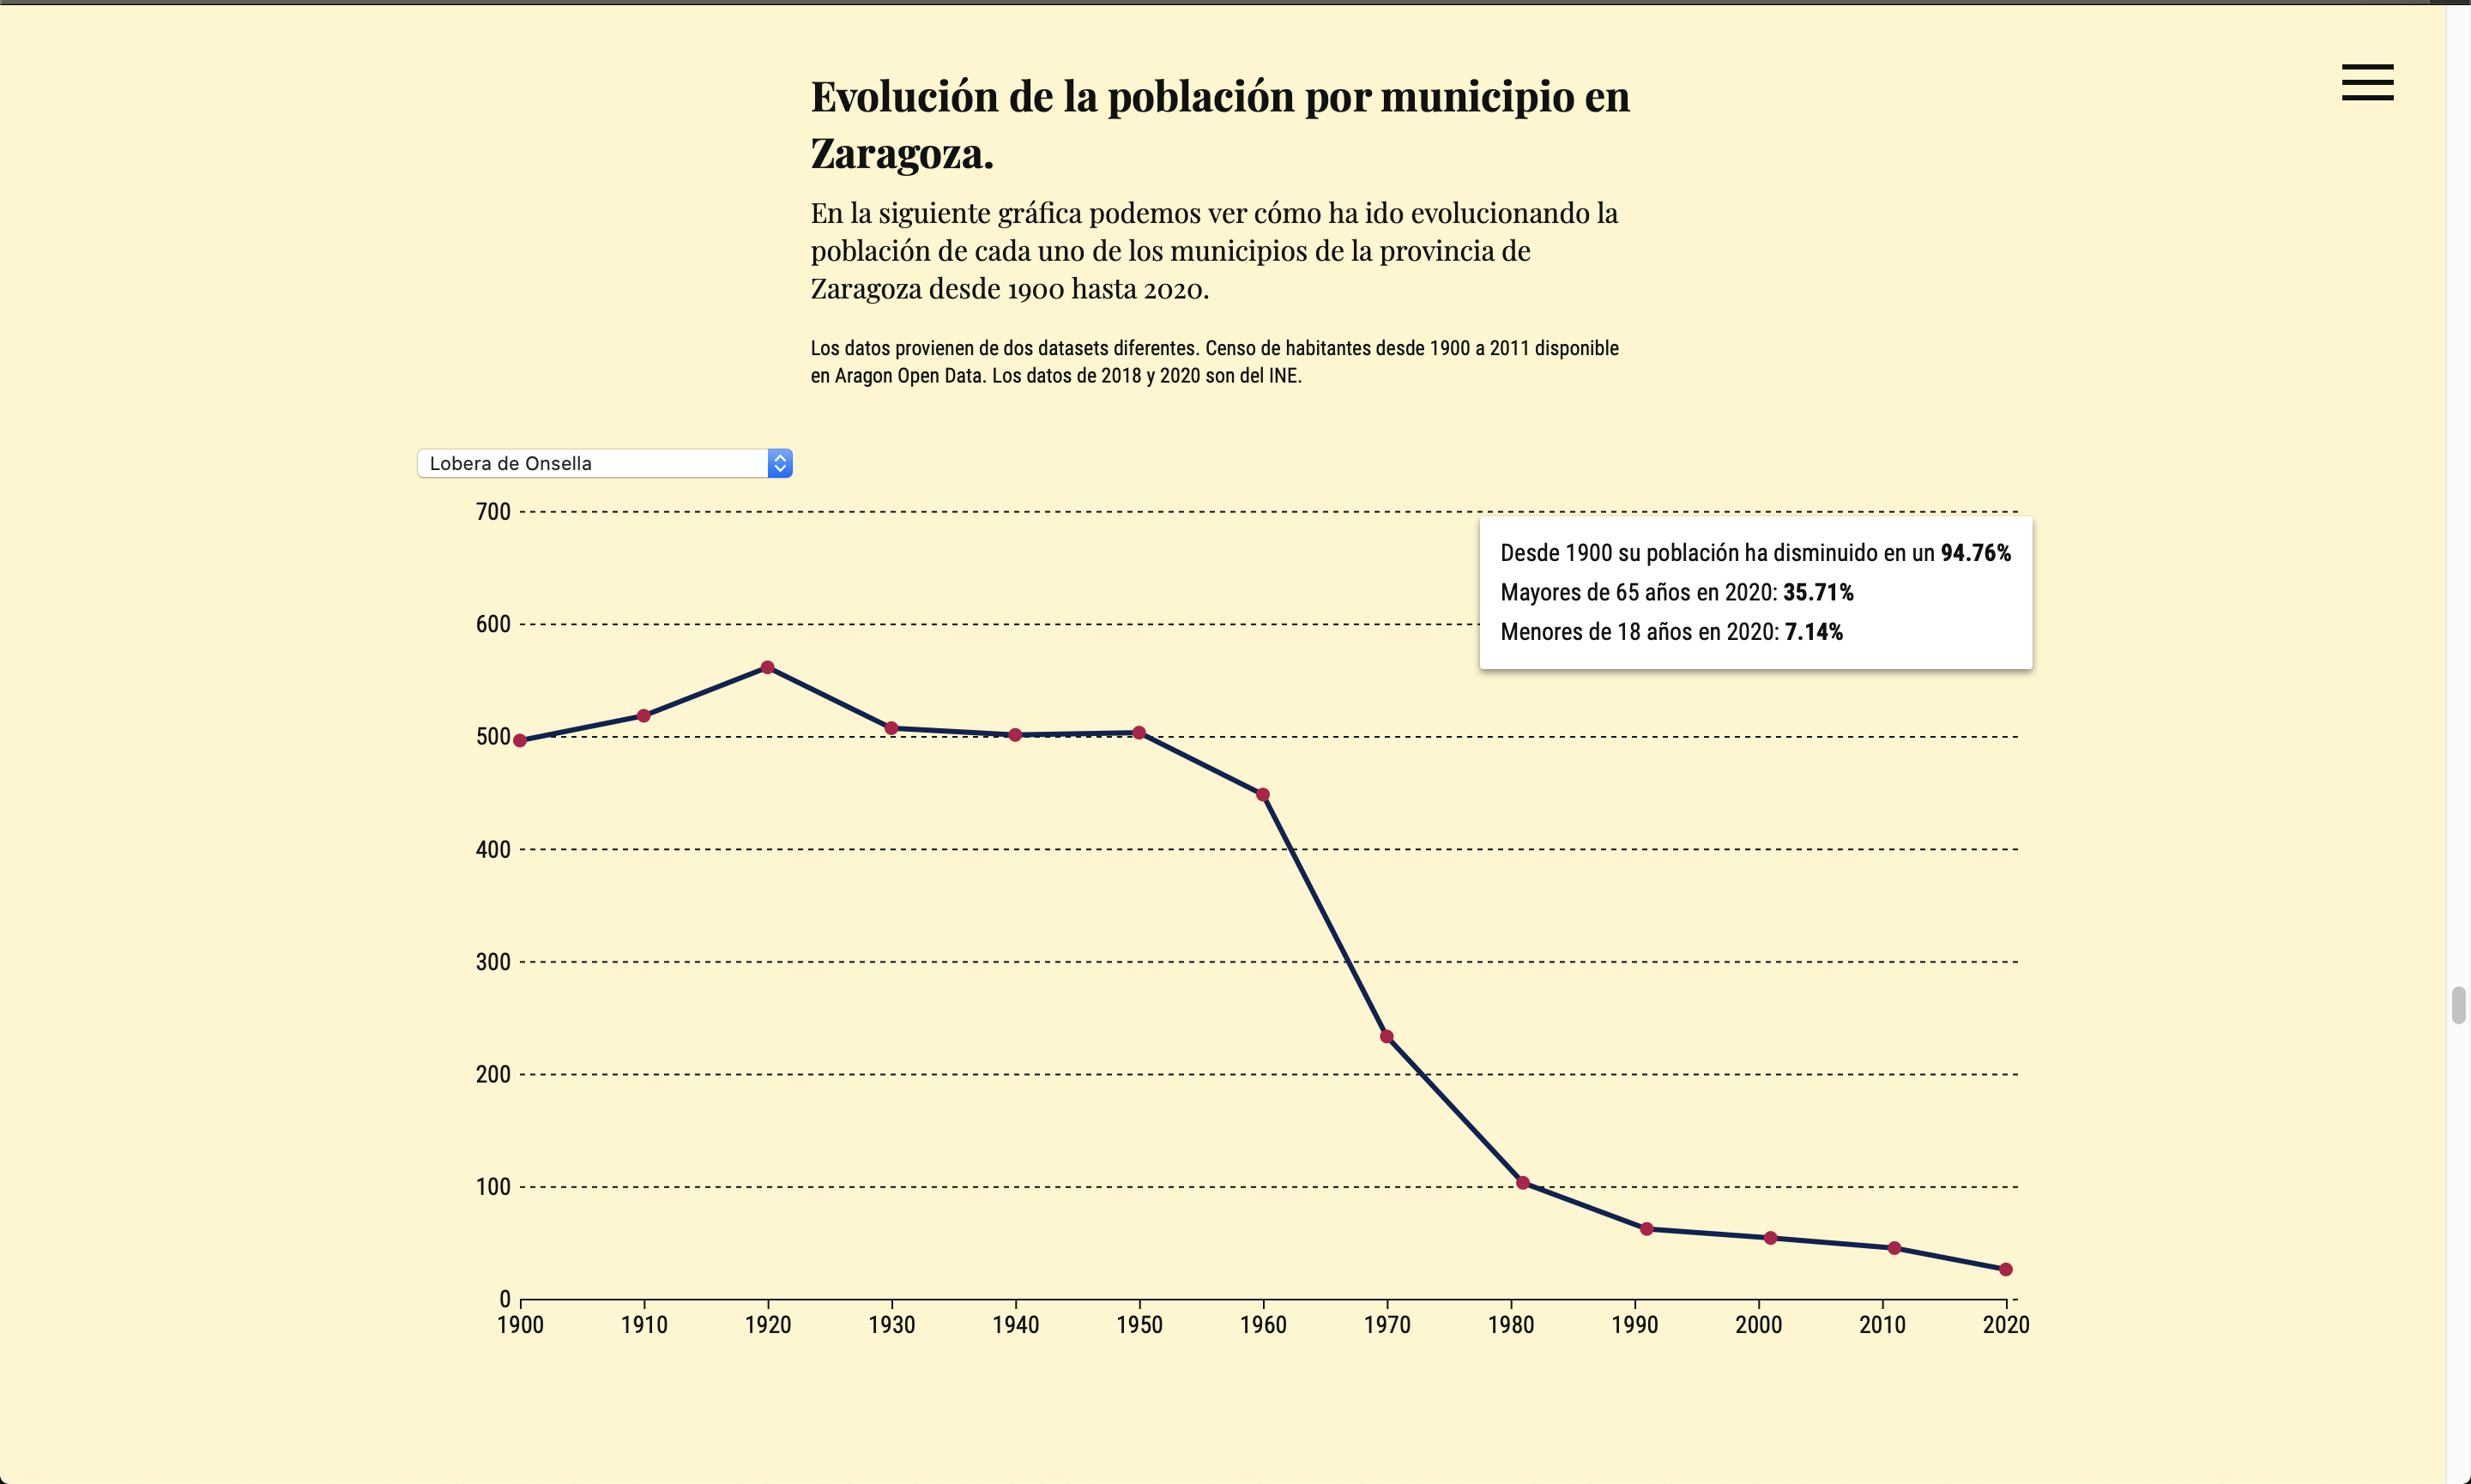 Evolución de la población por municipio en
Zaragoza.
En la siguiente gráfica podemos ver cómo ha ido evolucionando la
población de cada uno de los municipios de la provincia de
Zaragoza desde 1900 hasta 2020.
Los datos provienen de dos datasets diferentes. Censo de habitantes desde 1900 a 2011 disponible
en Aragon Open Data. Los datos de 2018 y 2020 son del INE.
Lobera de Onsella
700
Desde 1900 su población ha disminuido en un 94.76%
Mayores de 65 años en 2020: 35.71%
Menores de 18 años en 2020: 7.14%
600
500
400
300
200
100
0
1900 1910 1920 1930 1940 1950 1960 1970 1980 1990 2000 2010 2020